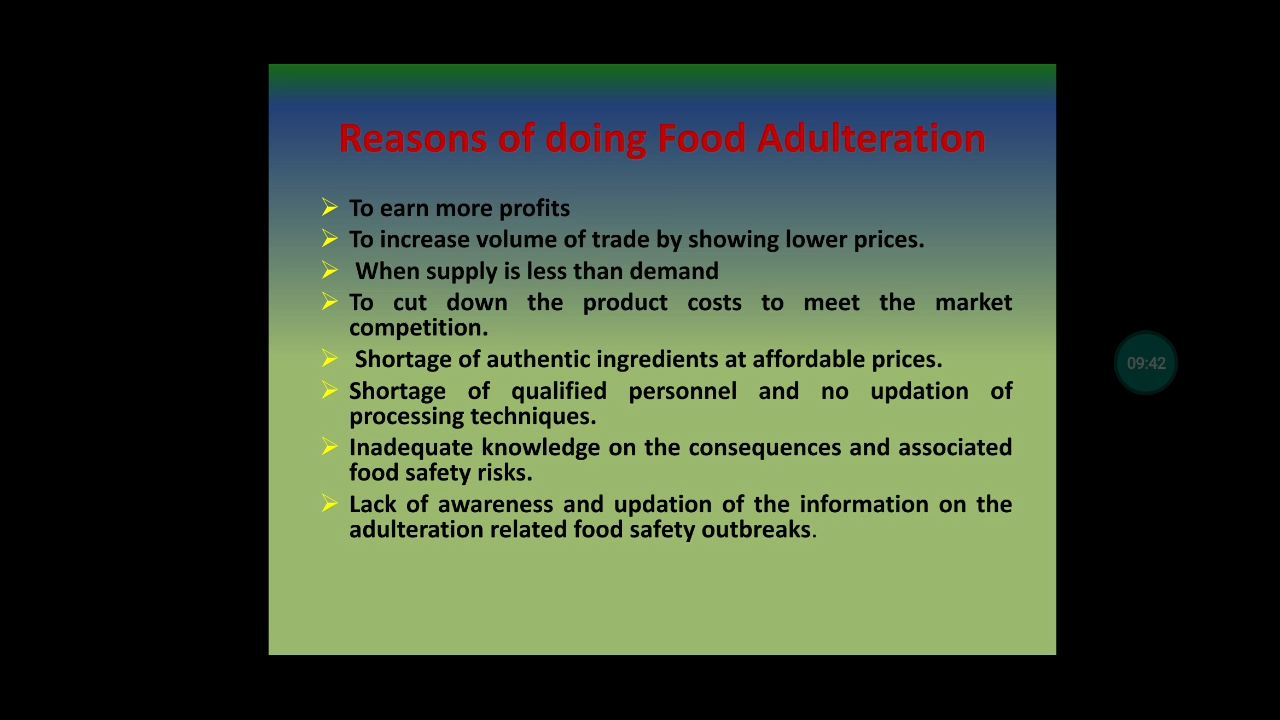 Reasons of doing Food Adulteration
To earn more profits
To increase volume of trade by showing lower prices.
When supply is less than demand
To cut down the product costs to meet the market
competition.
Shortage of authentic ingredients at affordable prices.
Shortage of qualified personnel and no updation of
processing techniques.
Inadequate knowledge on the consequences and associated
food safety risks.
Lack of awareness and updation of the information on the
adulteration related food safety outbreaks.
09:42